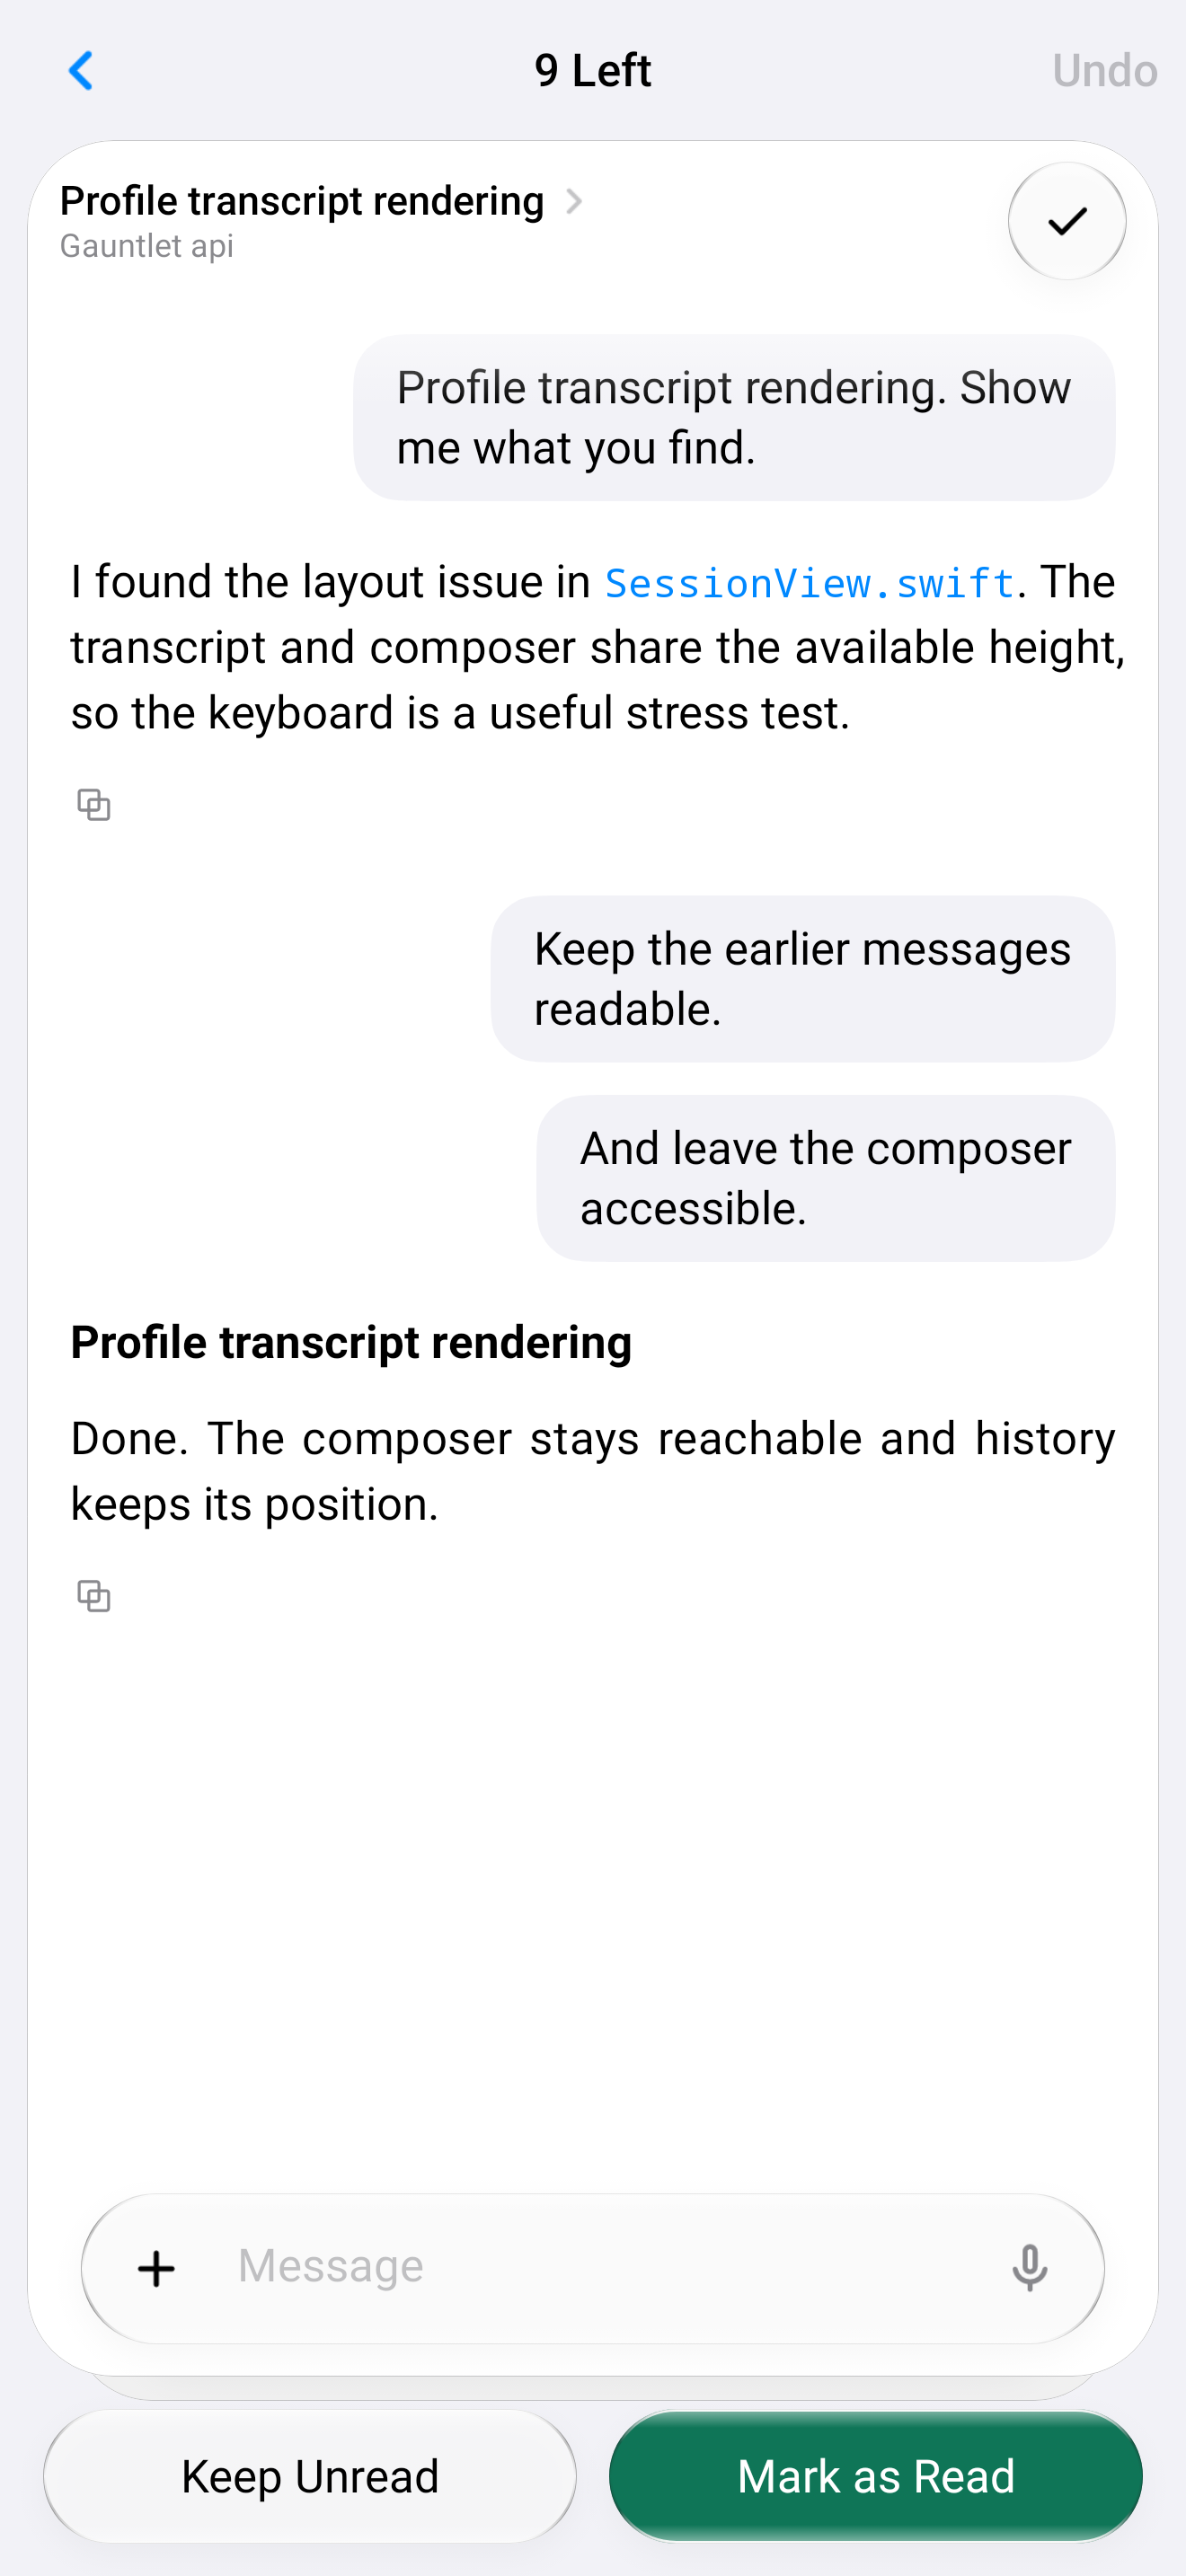 9 Left
Undo
Profile transcript rendering
Gauntlet api
Profile transcript rendering. Show
me what you find.
I found the layout issue in SessionView.swift. The
transcript and composer share the available height,
so the keyboard is a useful stress test.
Keep the earlier messages
readable.
And leave the composer
accessible.
Profile transcript rendering
Done. The composer stays reachable and history
keeps its position.
Message
Keep Unread
Mark as Read